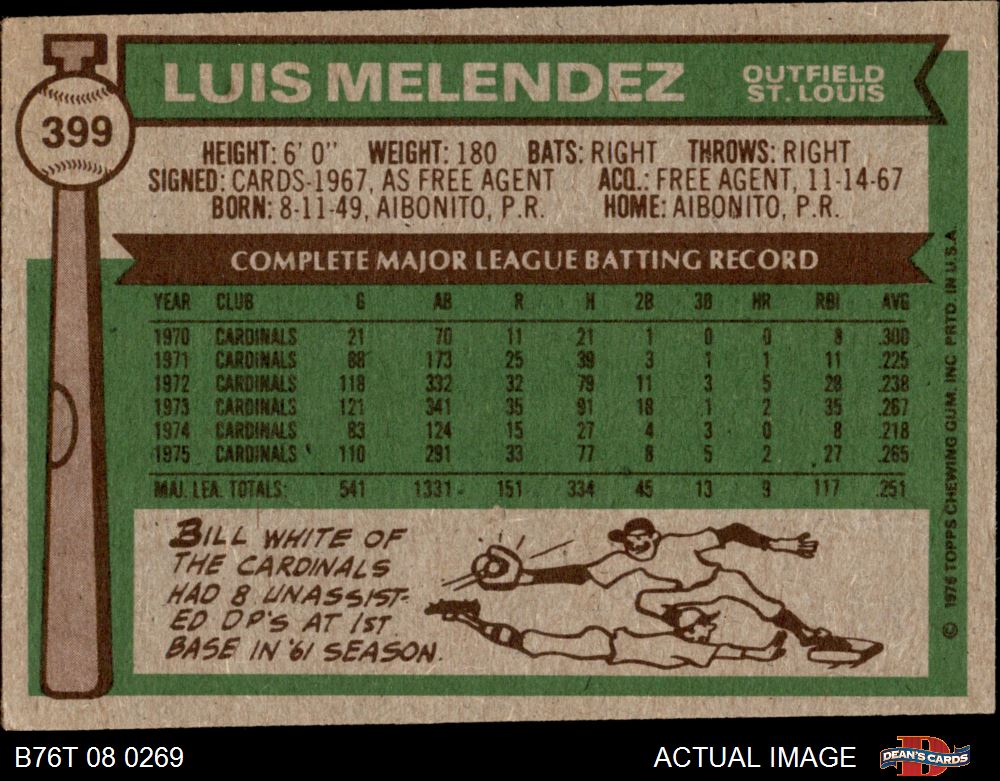 LUIS MELENDEZ
OUTFIELD
ST. LOUIS
399
HEIGHT: 6' 0" WEIGHT: 180 BATS: RIGHT THROWS: RIGHT
SIGNED: CARDS-1967, AS FREE AGENT ACQ.: FREE AGENT, 11-14-67
BORN: 8-11-49, AIBONITO, P.R. HOME: AIBONITO, P.R.
COMPLETE MAJOR LEAGUE BATTING RECORD
YEAR CLUB G AB R H 2B 3B HR RBI AVG
1970 CARDINALS 21 70 11 21 1 0 0 8 .300
1971 CARDINALS 88 173 25 39 3 1 1 11 .225
1972 CARDINALS 118 332 32 79 11 3 5 28 .238
1973 CARDINALS 121 341 35 91 18 1 2 35 .267
1974 CARDINALS 83 124 15 27 4 3 0 8 .218
1975 CARDINALS 110 291 33 77 8 5 2 27 .265
MAJ. LEA. TOTALS: 541 1331 151 334 45 13 9 117 .251
BILL WHITE OF
THE CARDINALS
HAD 8 UNASSIST-
ED DP'S AT 1ST
BASE IN '61 SEASON.
© 1976 TOPPS CHEWING GUM, INC PRTD. IN U.S.A.
B76T 08 0269
ACTUAL IMAGE
DEAN'S CARDS